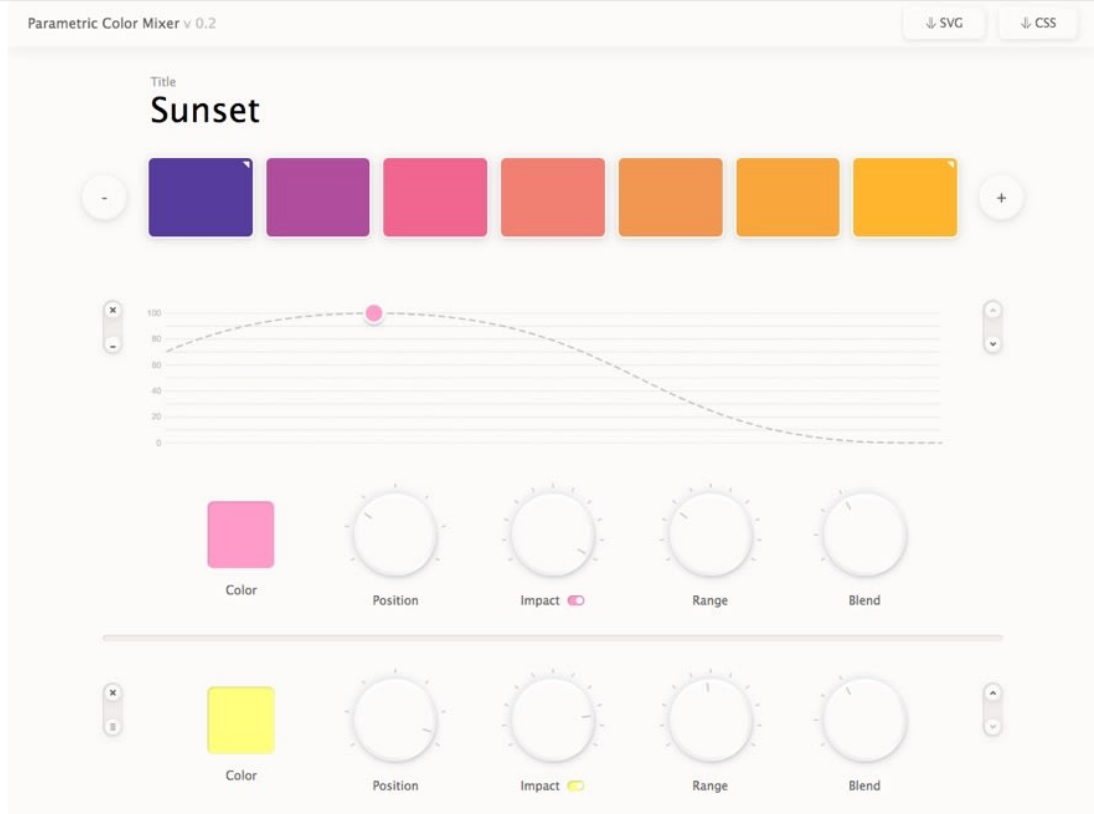 Parametric Color Mixer v 0.2
SVG
CSS
Title
Sunset
-
+
100
80
60
40
20
0
Color
Position
Impact
Range
Blend
Color
Position
Impact
Range
Blend